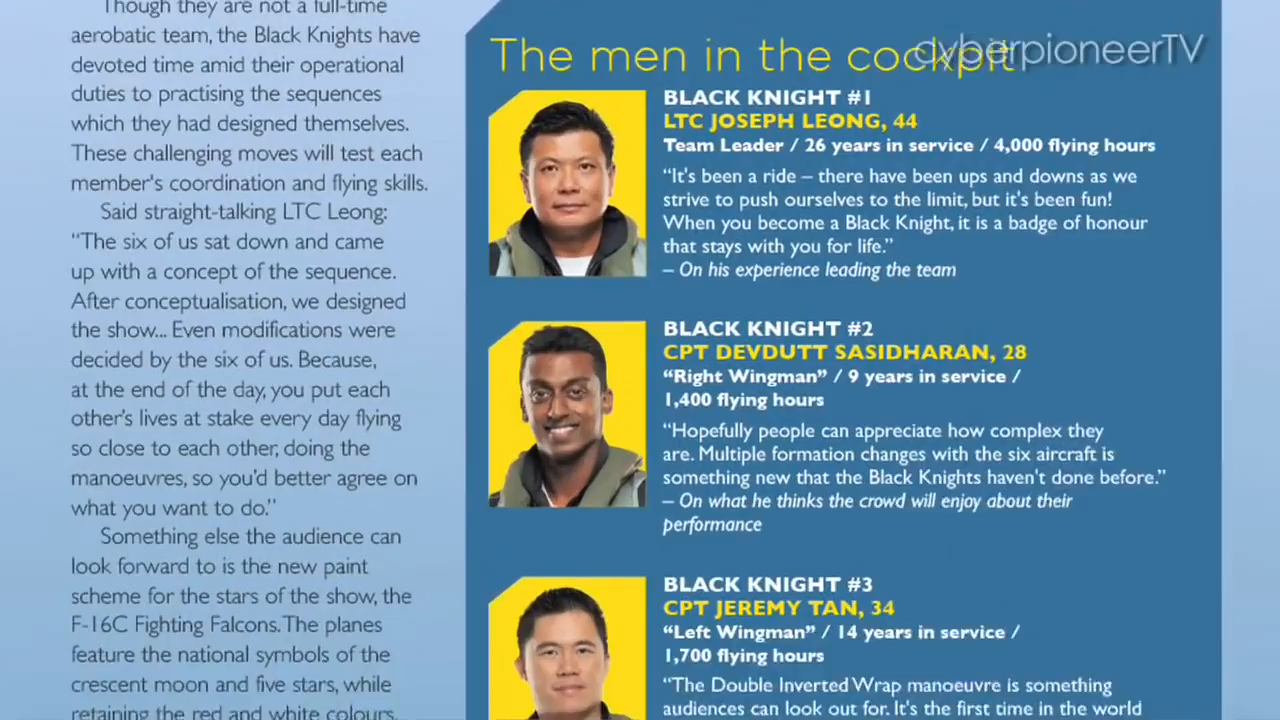 Though they are not a full-time
aerobatic team, the Black Knights have
devoted time amid their operational
duties to practising the sequences
which they had designed themselves.
These challenging moves will test each
member's coordination and flying skills.
Said straight-talking LTC Leong:
“The six of us sat down and came
up with a concept of the sequence.
After conceptualisation, we designed
the show... Even modifications were
decided by the six of us. Because,
at the end of the day, you put each
other's lives at stake every day flying
so close to each other, doing the
manoeuvres, so you'd better agree on
what you want to do.”
Something else the audience can
look forward to is the new paint
scheme for the stars of the show, the
F-16C Fighting Falcons. The planes
feature the national symbols of the
crescent moon and five stars, while
retaining the red and white colours.
The men in the cockpit
cyberpioneerTV
BLACK KNIGHT #1
LTC JOSEPH LEONG, 44
Team Leader / 26 years in service / 4,000 flying hours
“It's been a ride – there have been ups and downs as we
strive to push ourselves to the limit, but it's been fun!
When you become a Black Knight, it is a badge of honour
that stays with you for life.”
– On his experience leading the team
BLACK KNIGHT #2
CPT DEVDUTT SASIDHARAN, 28
“Right Wingman” / 9 years in service /
1,400 flying hours
“Hopefully people can appreciate how complex they
are. Multiple formation changes with the six aircraft is
something new that the Black Knights haven't done before.”
– On what he thinks the crowd will enjoy about their
performance
BLACK KNIGHT #3
CPT JEREMY TAN, 34
“Left Wingman” / 14 years in service /
1,700 flying hours
“The Double Inverted Wrap manoeuvre is something
audiences can look out for. It's the first time in the world